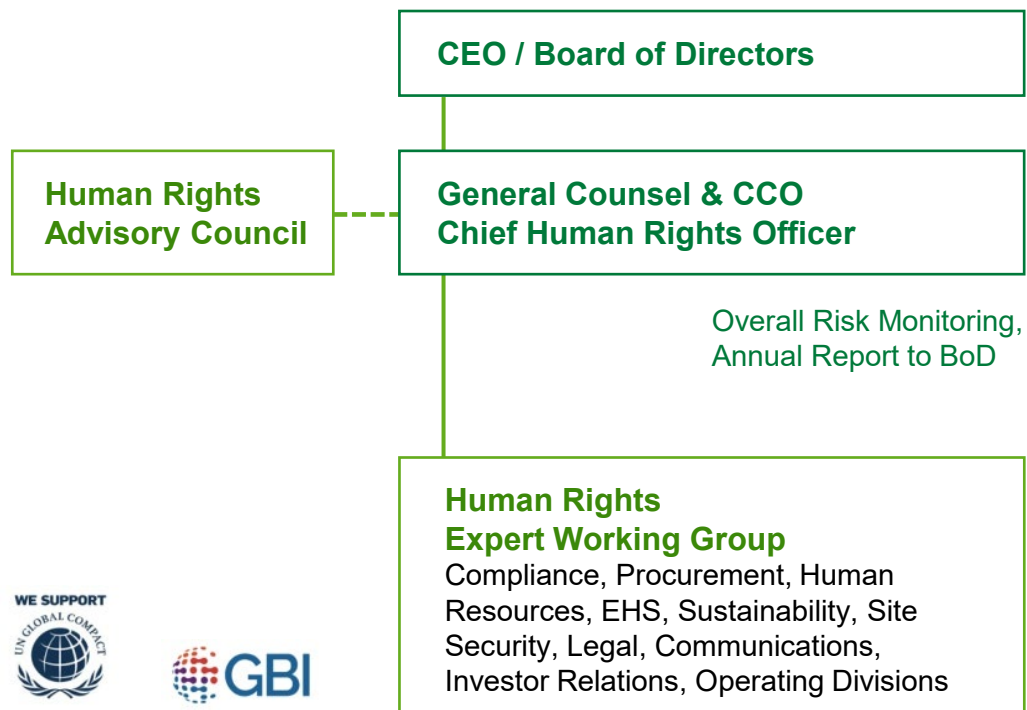 CEO / Board of Directors
Human Rights
Advisory Council
General Counsel & CCO
Chief Human Rights Officer
Overall Risk Monitoring,
Annual Report to BoD
Human Rights
Expert Working Group
Compliance, Procurement, Human
Resources, EHS, Sustainability, Site
Security, Legal, Communications,
Investor Relations, Operating Divisions
WE SUPPORT
UN GLOBAL COMPACT
GBI